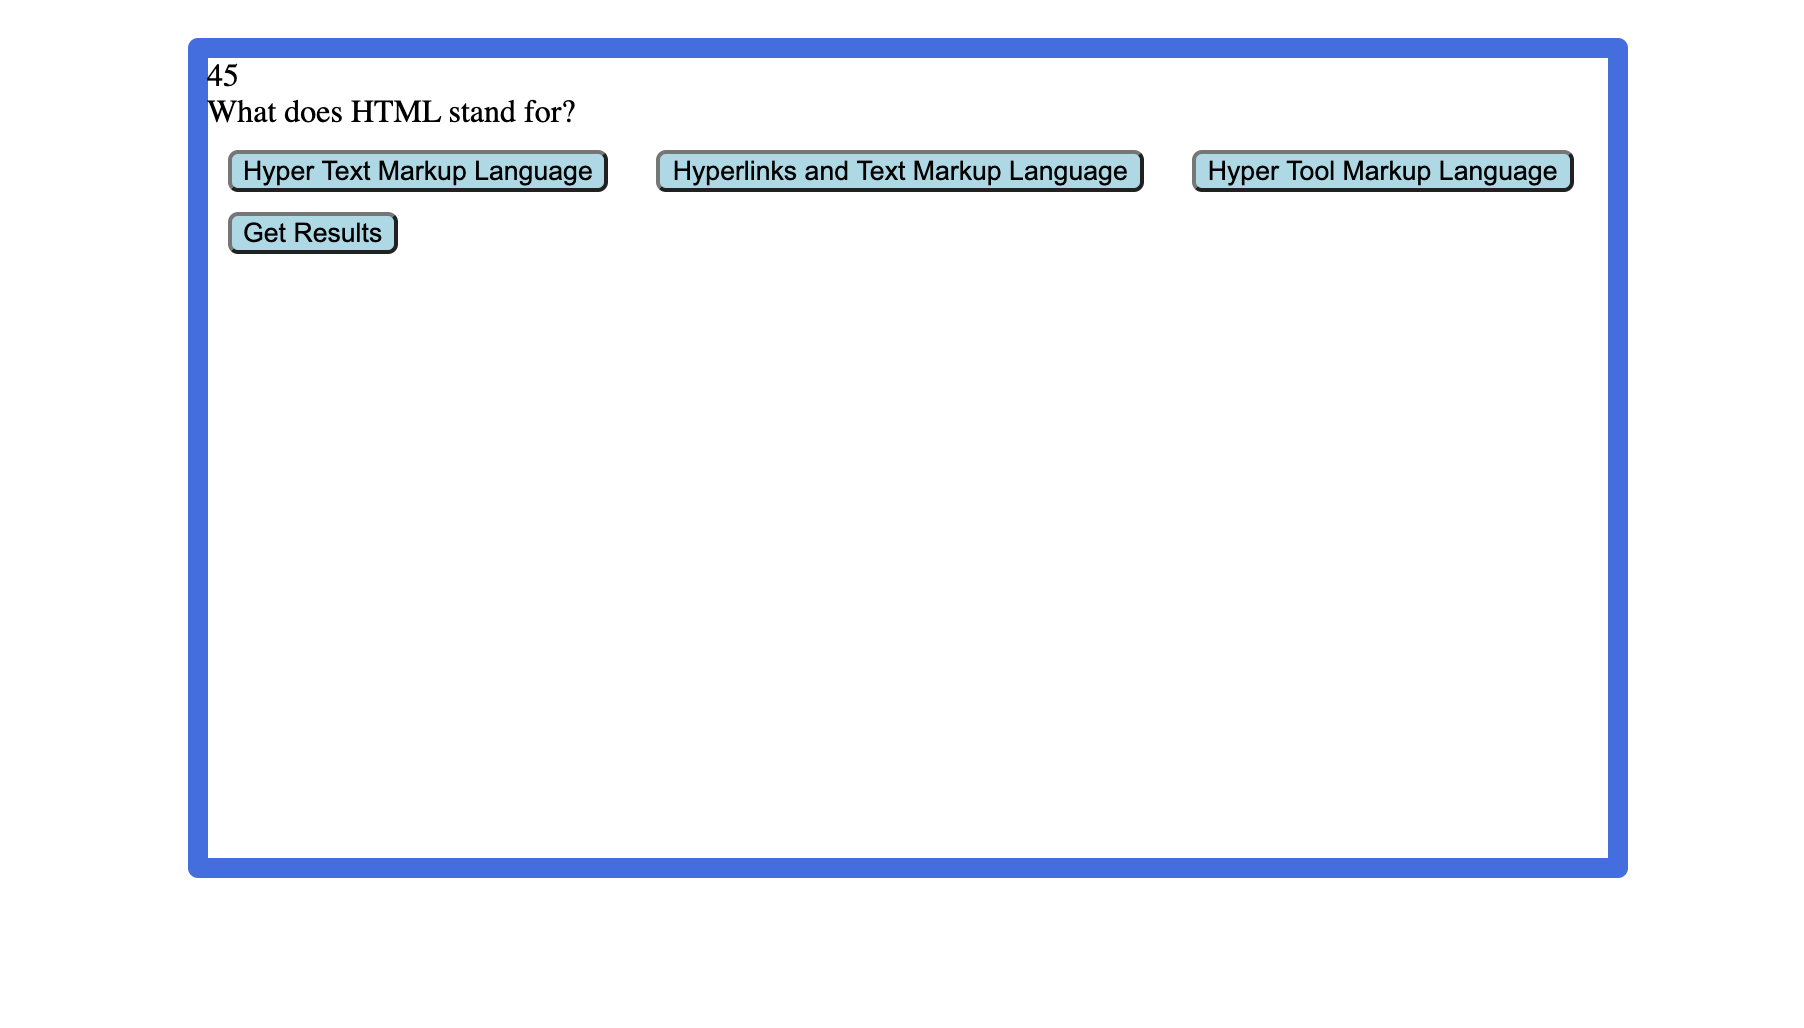 45
What does HTML stand for?
Hyper Text Markup Language Hyperlinks and Text Markup Language Hyper Tool Markup Language
Get Results